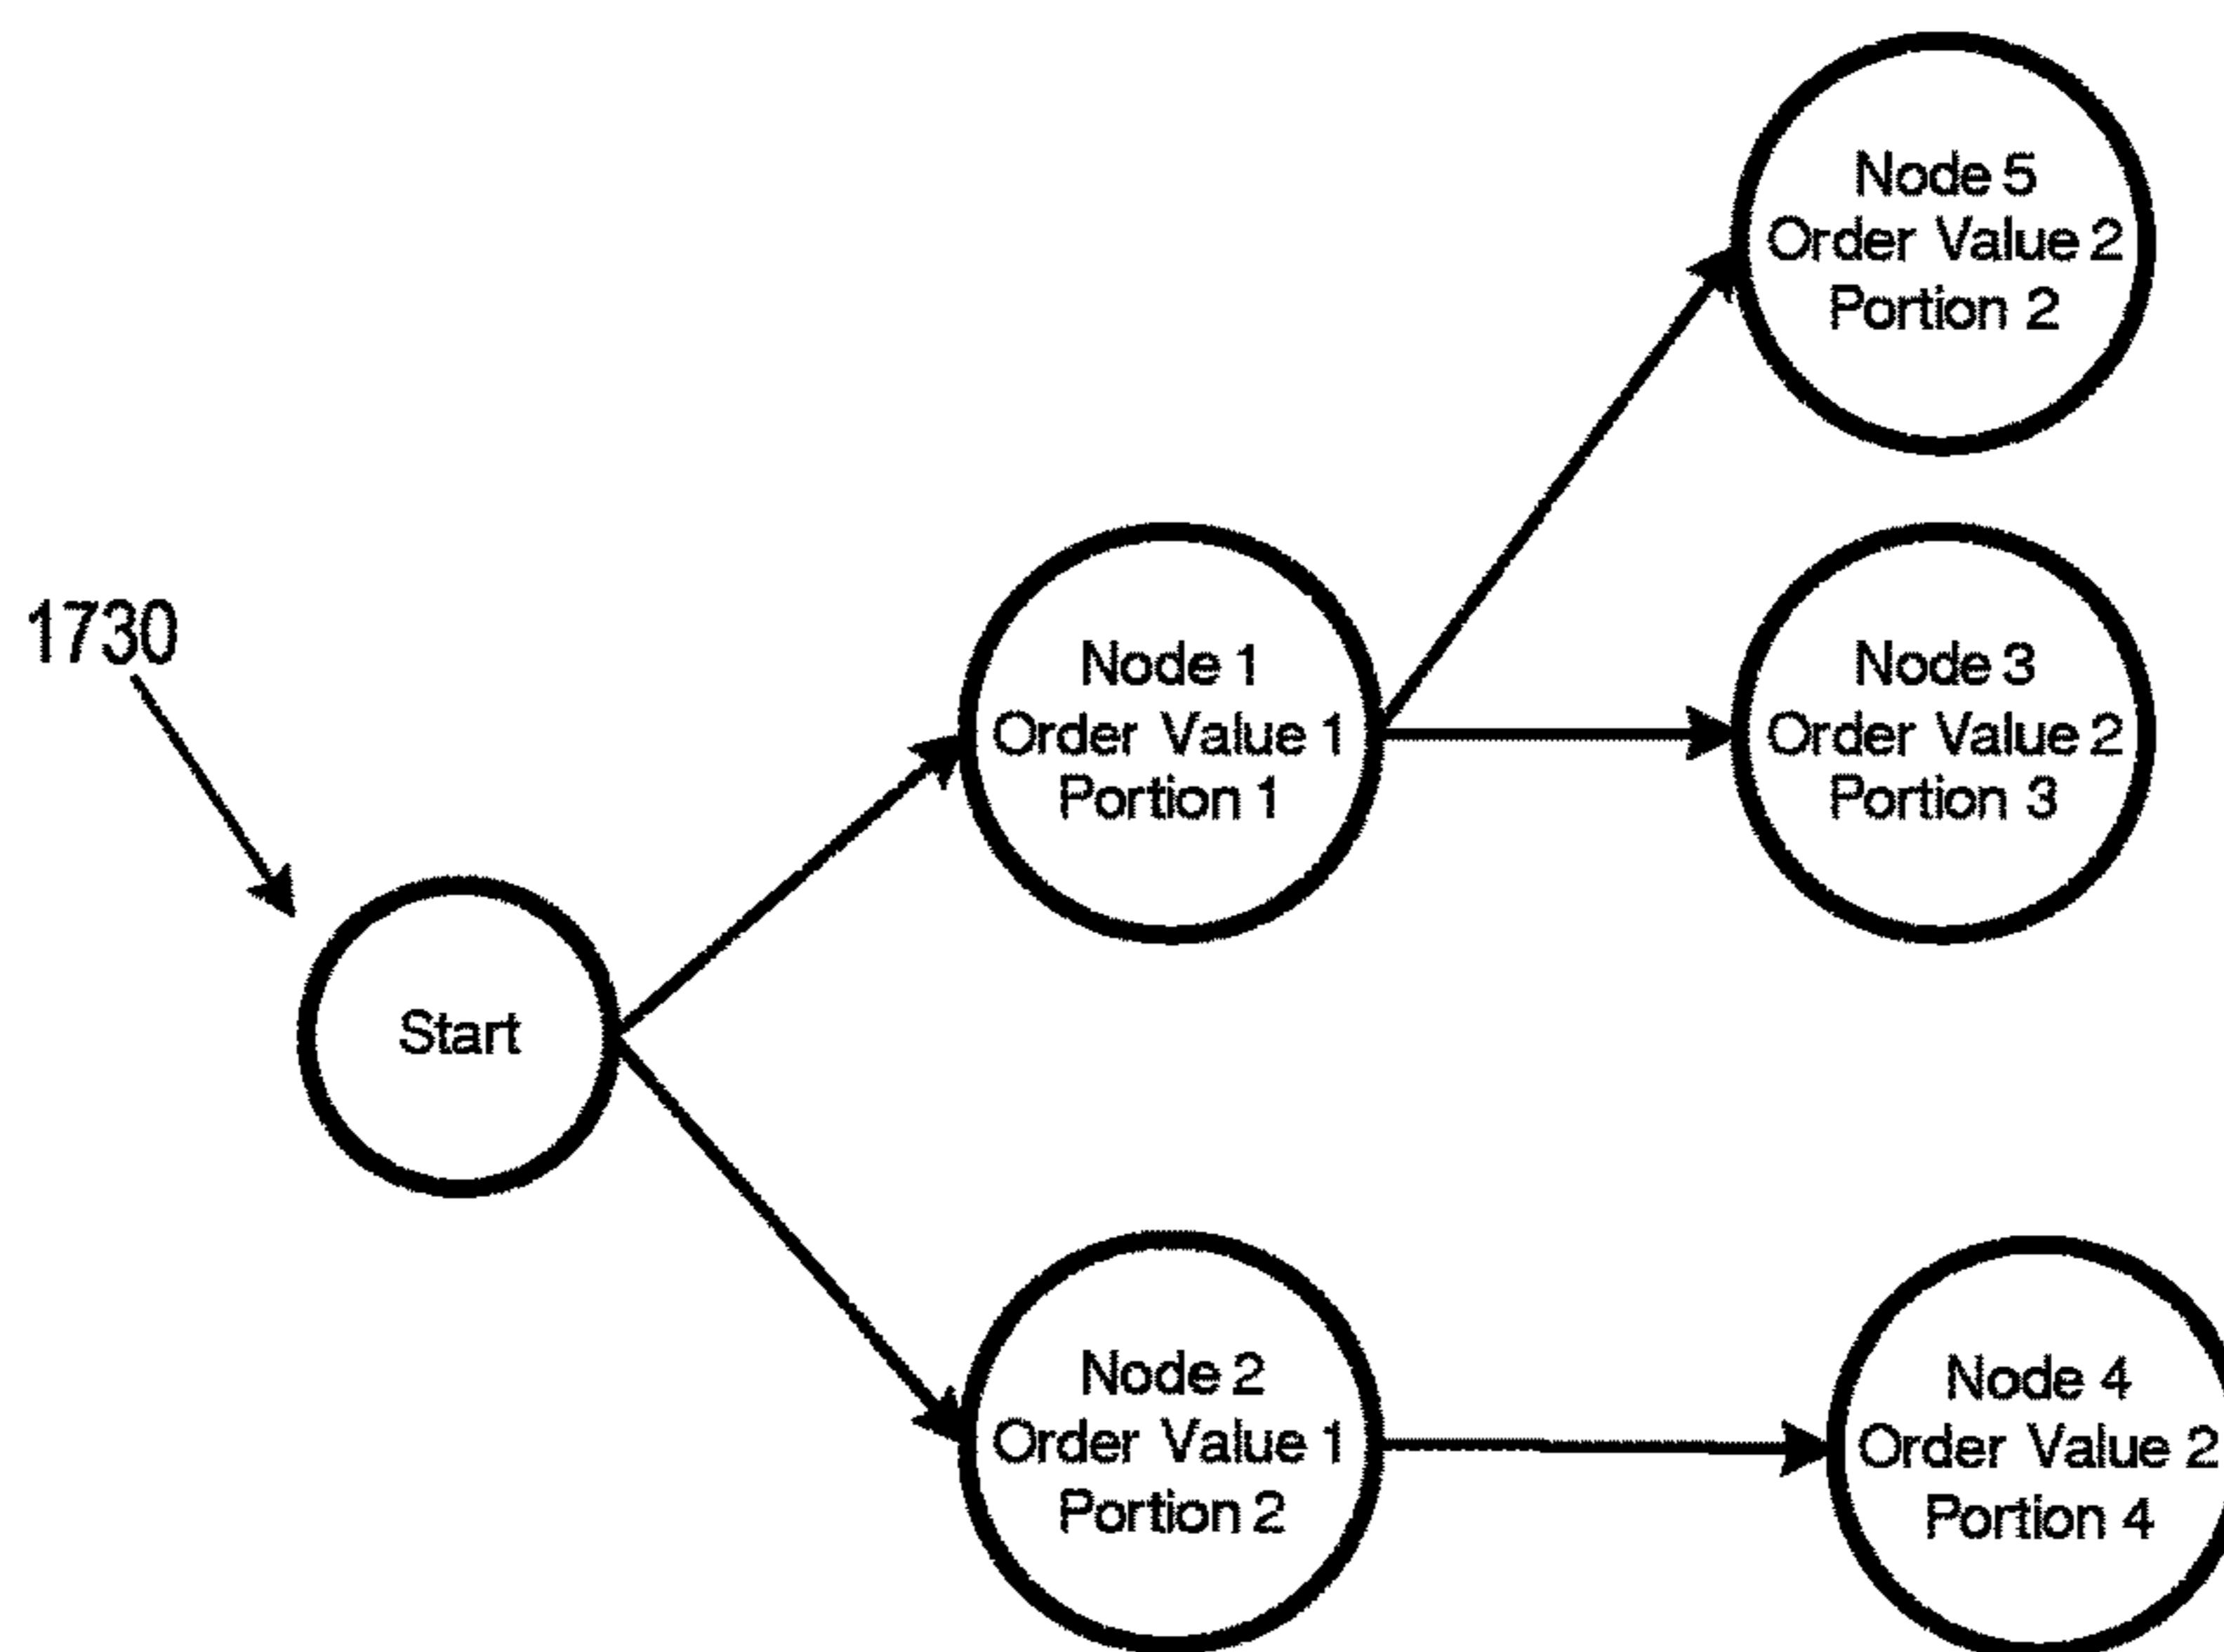 Node 5
Order Value 2
Portion 2
1730
Node 1
Order Value 1
Portion 1
Node 3
Order Value 2
Portion 3
Start
Node 2
Order Value 1
Portion 2
Node 4
Order Value 2
Portion 4